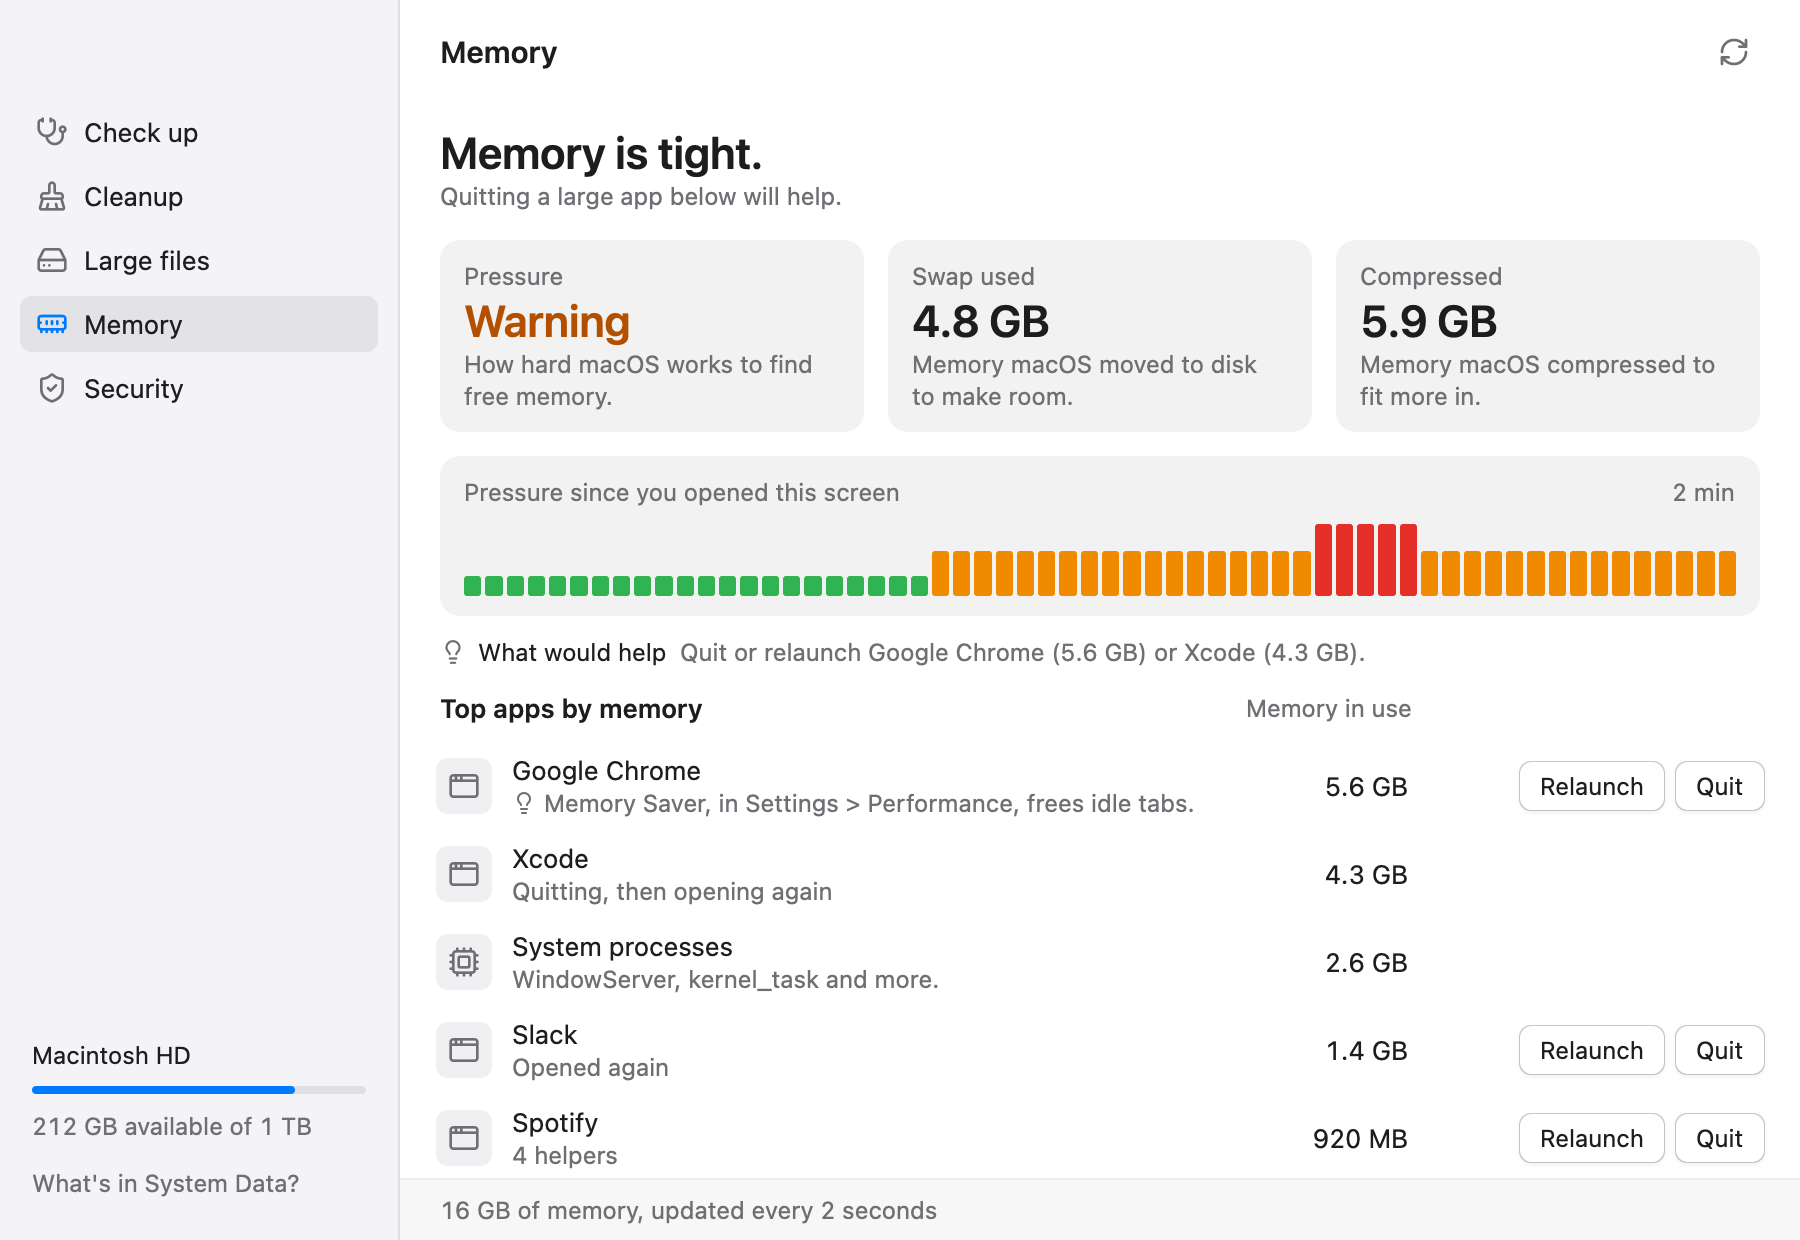 Check up
Cleanup
Large files
Memory
Security
Macintosh HD
212 GB available of 1 TB
What's in System Data?
Memory
Memory is tight.
Quitting a large app below will help.
Pressure
Warning
How hard macOS works to find
free memory.
Swap used
4.8 GB
Memory macOS moved to disk
to make room.
Compressed
5.9 GB
Memory macOS compressed to
fit more in.
Pressure since you opened this screen 2 min
What would help Quit or relaunch Google Chrome (5.6 GB) or Xcode (4.3 GB).
Top apps by memory Memory in use
Google Chrome
Memory Saver, in Settings > Performance, frees idle tabs.
5.6 GB Relaunch Quit
Xcode
Quitting, then opening again
4.3 GB
System processes
WindowServer, kernel_task and more.
2.6 GB
Slack
Opened again
1.4 GB Relaunch Quit
Spotify
4 helpers
920 MB Relaunch Quit
16 GB of memory, updated every 2 seconds